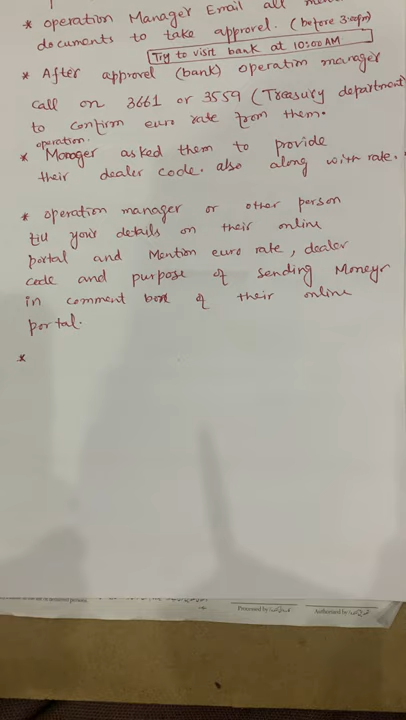 * operation Manager Email all
documents to take approvel. (before 3:00pm)
Try to visit bank at 10:00 AM
* After approvel (bank) operation manager
call on 3661 or 3559 (Treasury department)
to confirm euro rate from them.
operation.
* Manager asked them to provide
their dealer code. also along with rate.
* operation manager or other person
fill your details on their online
portal and Mention euro rate, dealer
code and purpose of sending Money
in comment box of their online
portal.
*
Processed by
Authorised by